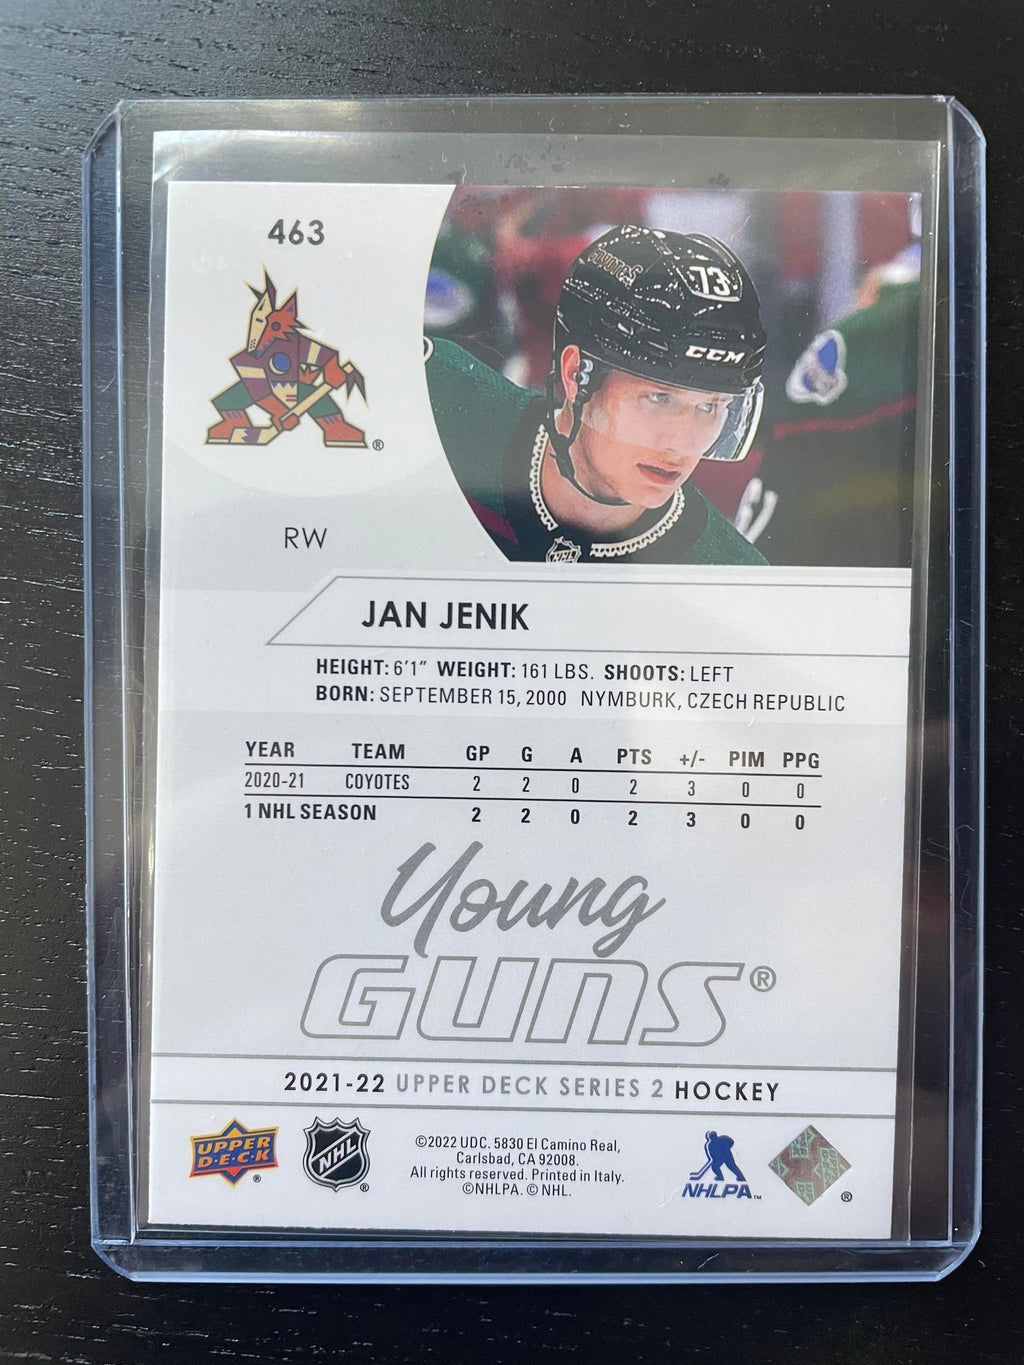 463
COYOTES
73
CCM
NHL
®
RW
JAN JENIK
HEIGHT: 6'1" WEIGHT: 161 LBS. SHOOTS: LEFT
BORN: SEPTEMBER 15, 2000 NYMBURK, CZECH REPUBLIC
YEAR TEAM GP G A PTS +/- PIM PPG
2020-21 COYOTES 2 2 0 2 3 0 0
1 NHL SEASON 2 2 0 2 3 0 0
Young
GUNS®
2021-22 UPPER DECK SERIES 2 HOCKEY
UPPER
D·E·C·K
®
NHL
®
©2022 UDC. 5830 El Camino Real,
Carlsbad, CA 92008.
All rights reserved. Printed in Italy.
©NHLPA. © NHL.
NHLPA™
®